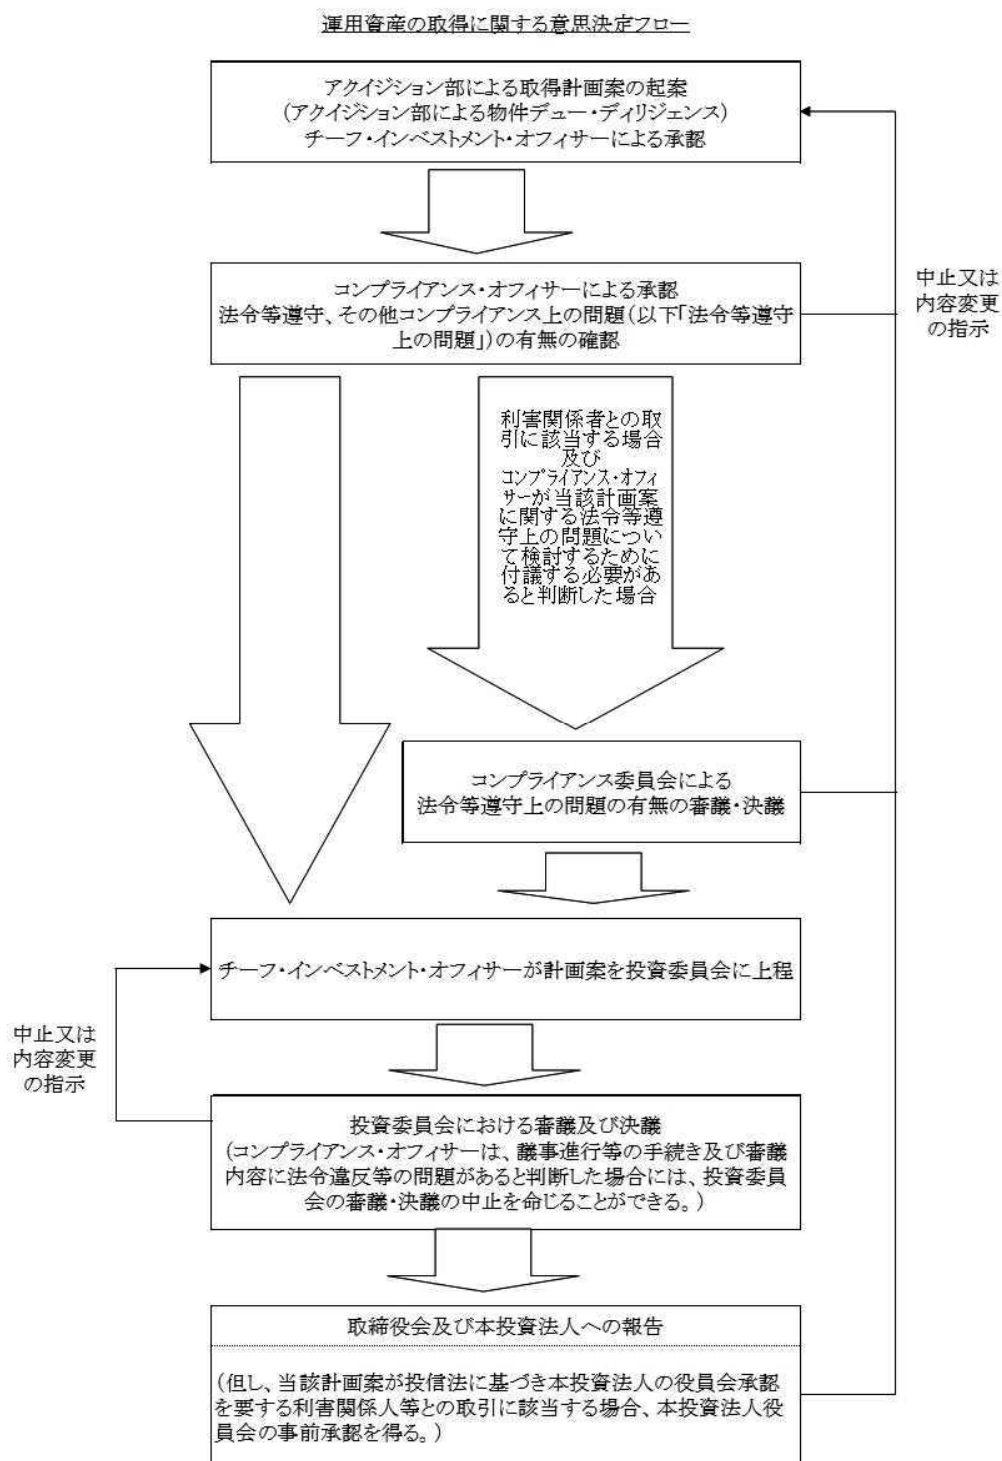 運用資産の取得に関する意思決定フロー
アクイジション部による取得計画案の起案
(アクイジション部による物件デュー・ディリジェンス)
チーフ・インベストメント・オフィサーによる承認
コンプライアンス・オフィサーによる承認
法令等遵守、その他コンプライアンス上の問題(以下「法令等遵守
上の問題」)の有無の確認
中止又は
内容変更
の指示
利害関係者との取
引に該当する場合
及び
コンプライアンス・オフィ
サーが当該計画案
に関する法令等遵
守上の問題につい
て検討するために
付議する必要があ
ると判断した場合
コンプライアンス委員会による
法令等遵守上の問題の有無の審議・決議
チーフ・インベストメント・オフィサーが計画案を投資委員会に上程
中止又は
内容変更
の指示
投資委員会における審議及び決議
(コンプライアンス・オフィサーは、議事進行等の手続き及び審議
内容に法令違反等の問題があると判断した場合には、投資委員
会の審議・決議の中止を命じることができる。)
取締役会及び本投資法人への報告
(但し、当該計画案が投信法に基づき本投資法人の役員会承認
を要する利害関係人等との取引に該当する場合、本投資法人役
員会の事前承認を得る。)